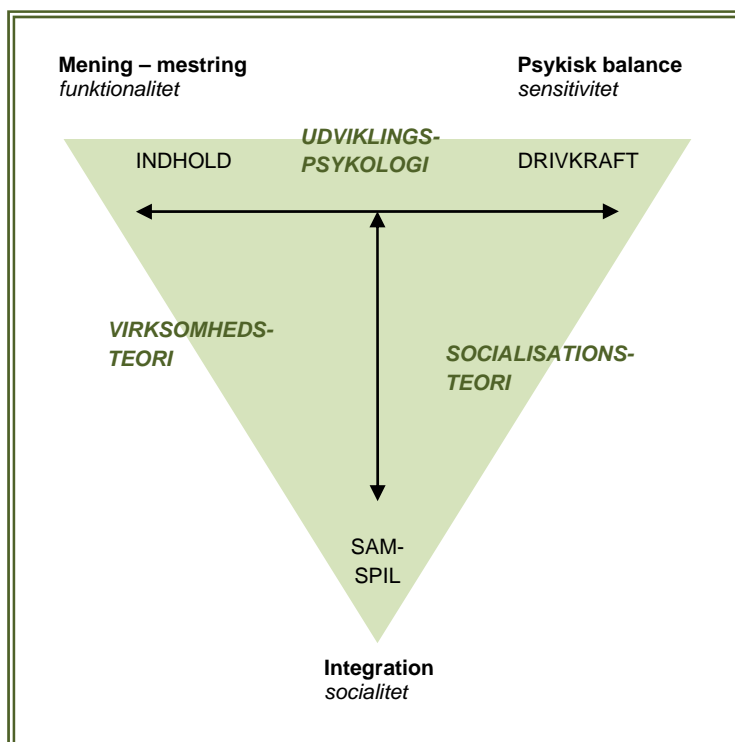 Mening – mestring
funktionalitet
Psykisk balance
sensitivitet
UDVIKLINGS-
PSYKOLOGI
INDHOLD
DRIVKRAFT
VIRKSOMHEDS-
TEORI
SOCIALISATIONS-
TEORI
SAM-
SPIL
Integration
socialitet